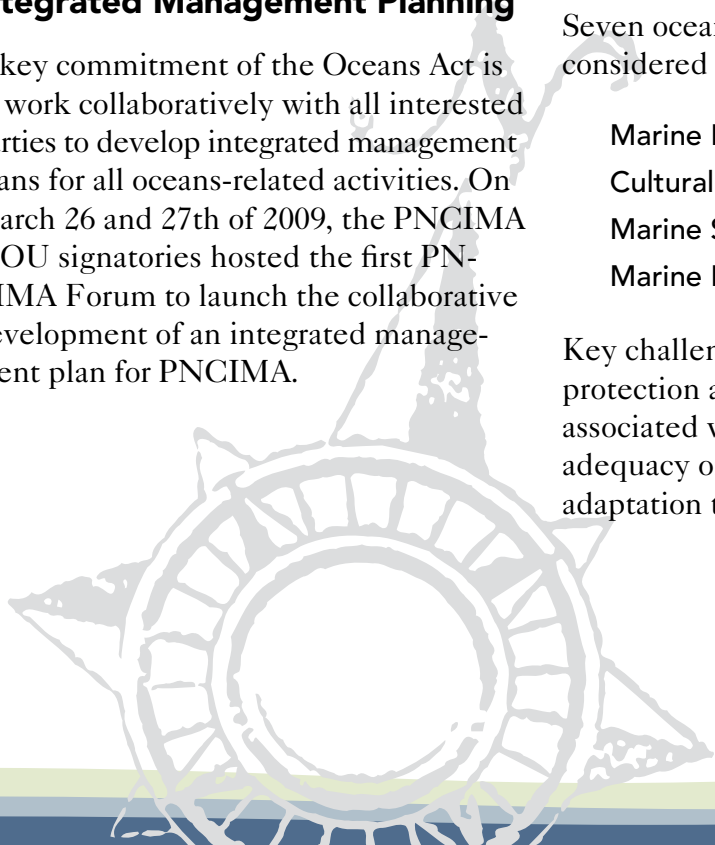 tegrated Management Planning
key commitment of the Oceans Act is
work collaboratively with all interested
rties to develop integrated management
ans for all oceans-related activities. On
arch 26 and 27th of 2009, the PNCIMA
OU signatories hosted the first PN-
IMA Forum to launch the collaborative
evelopment of an integrated manage-
ent plan for PNCIMA.
Seven ocea
considered
Marine
Cultural
Marine S
Marine
Key challen
protection a
associated
adequacy o
adaptation t